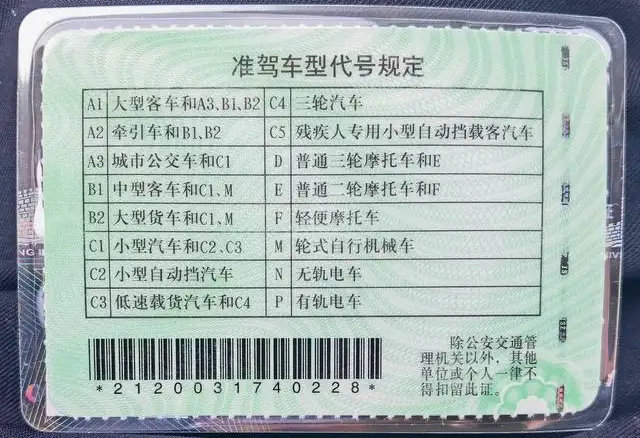 准驾车型代号规定
A1 大型客车和A3、B1、B2 C4 三轮汽车
A2 牵引车和B1、B2 C5 残疾人专用小型自动挡载客汽车
A3 城市公交车和C1 D 普通三轮摩托车和E
B1 中型客车和C1、M E 普通二轮摩托车和F
B2 大型货车和C1、M F 轻便摩托车
C1 小型汽车和C2、C3 M 轮式自行机械车
C2 小型自动挡汽车 N 无轨电车
C3 低速载货汽车和C4 P 有轨电车
*2120031740228*
除公安交通管
理机关以外，其他
单位或个人一律不
得扣留此证。